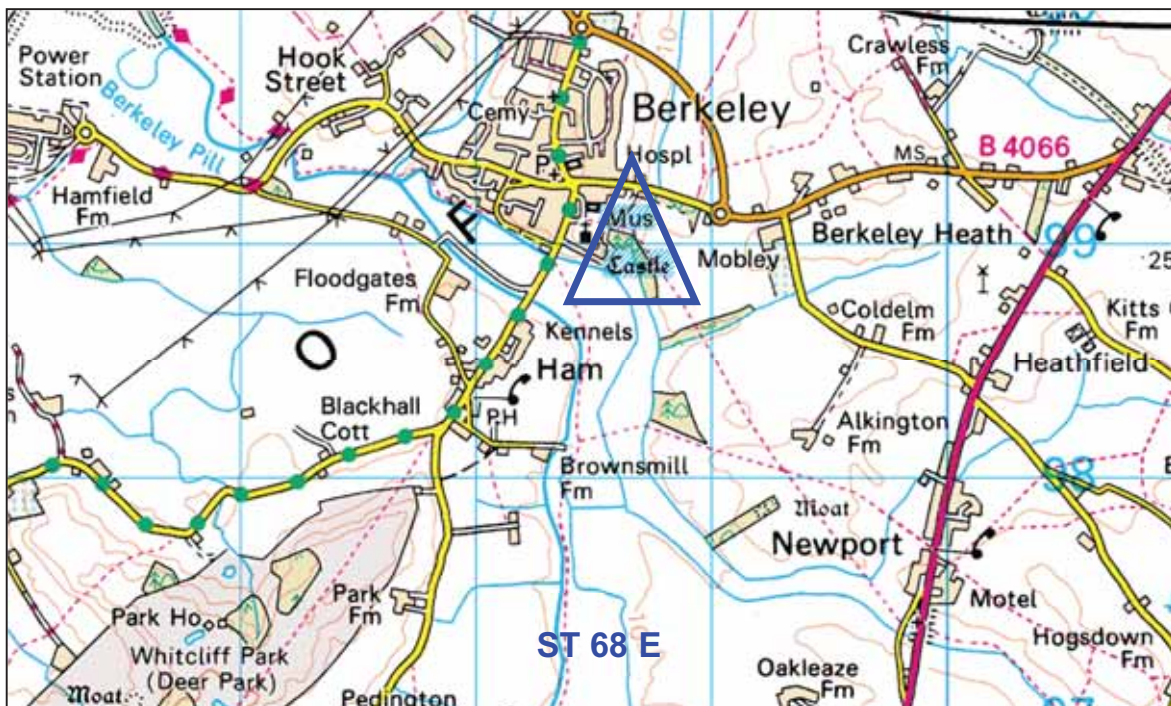 Power
Station
Hook
Street
Crawless
Fm
Berkeley Pill
Cemy
Berkeley
P
Hospl
MS
B 4066
Hamfield
Fm
Mus
Berkeley Heath
99
Castle
Mobley
25
Floodgates
Fm
Coldelm
Fm
Kitts
Fm
Kennels
O
Ham
Heathfield
Blackhall
Cott
PH
Alkington
Fm
Brownsmill
Fm
98
Moat
Newport
Park
Fm
Motel
Park Ho
Whitcliff Park
(Deer Park)
ST 68 E
Hogsdown
Fm
Oakleaze
Fm
Moat
Pedington
97